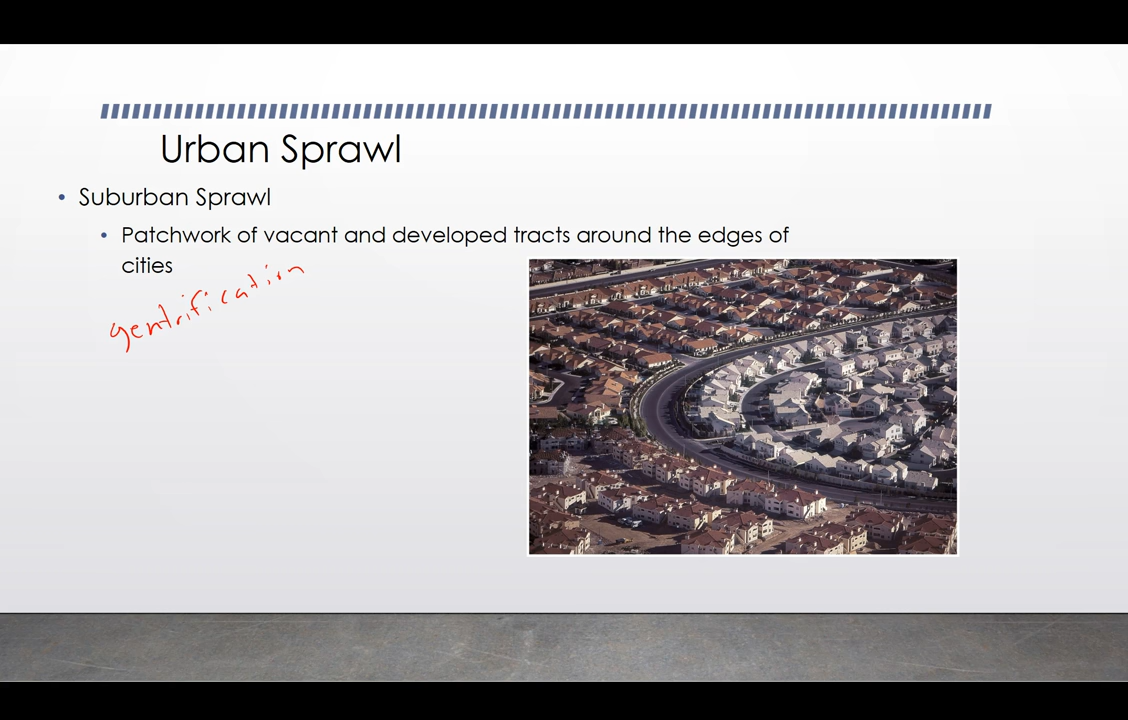 Urban Sprawl
• Suburban Sprawl
• Patchwork of vacant and developed tracts around the edges of
cities
gentrification